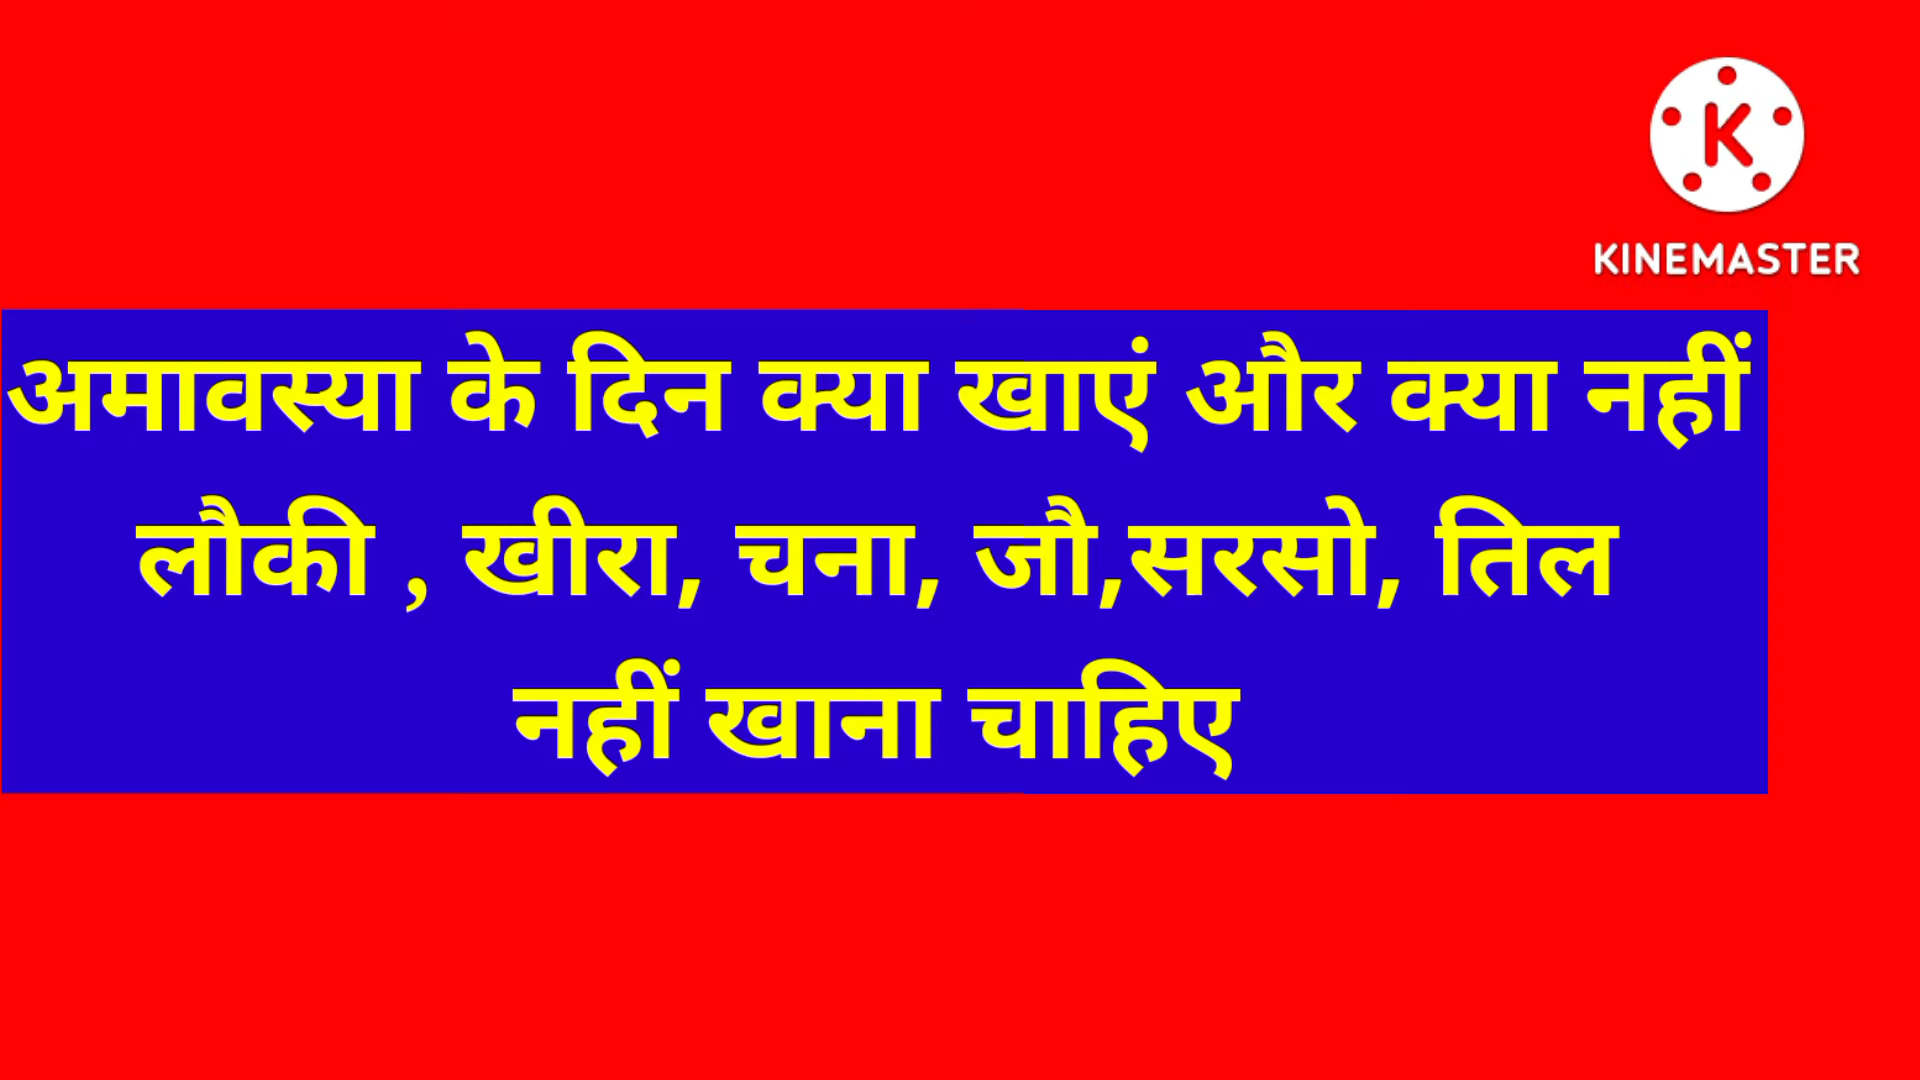 KINEMASTER
अमावस्या के दिन क्या खाएं और क्या नहीं
लौकी , खीरा, चना, जौ,सरसो, तिल
नहीं खाना चाहिए